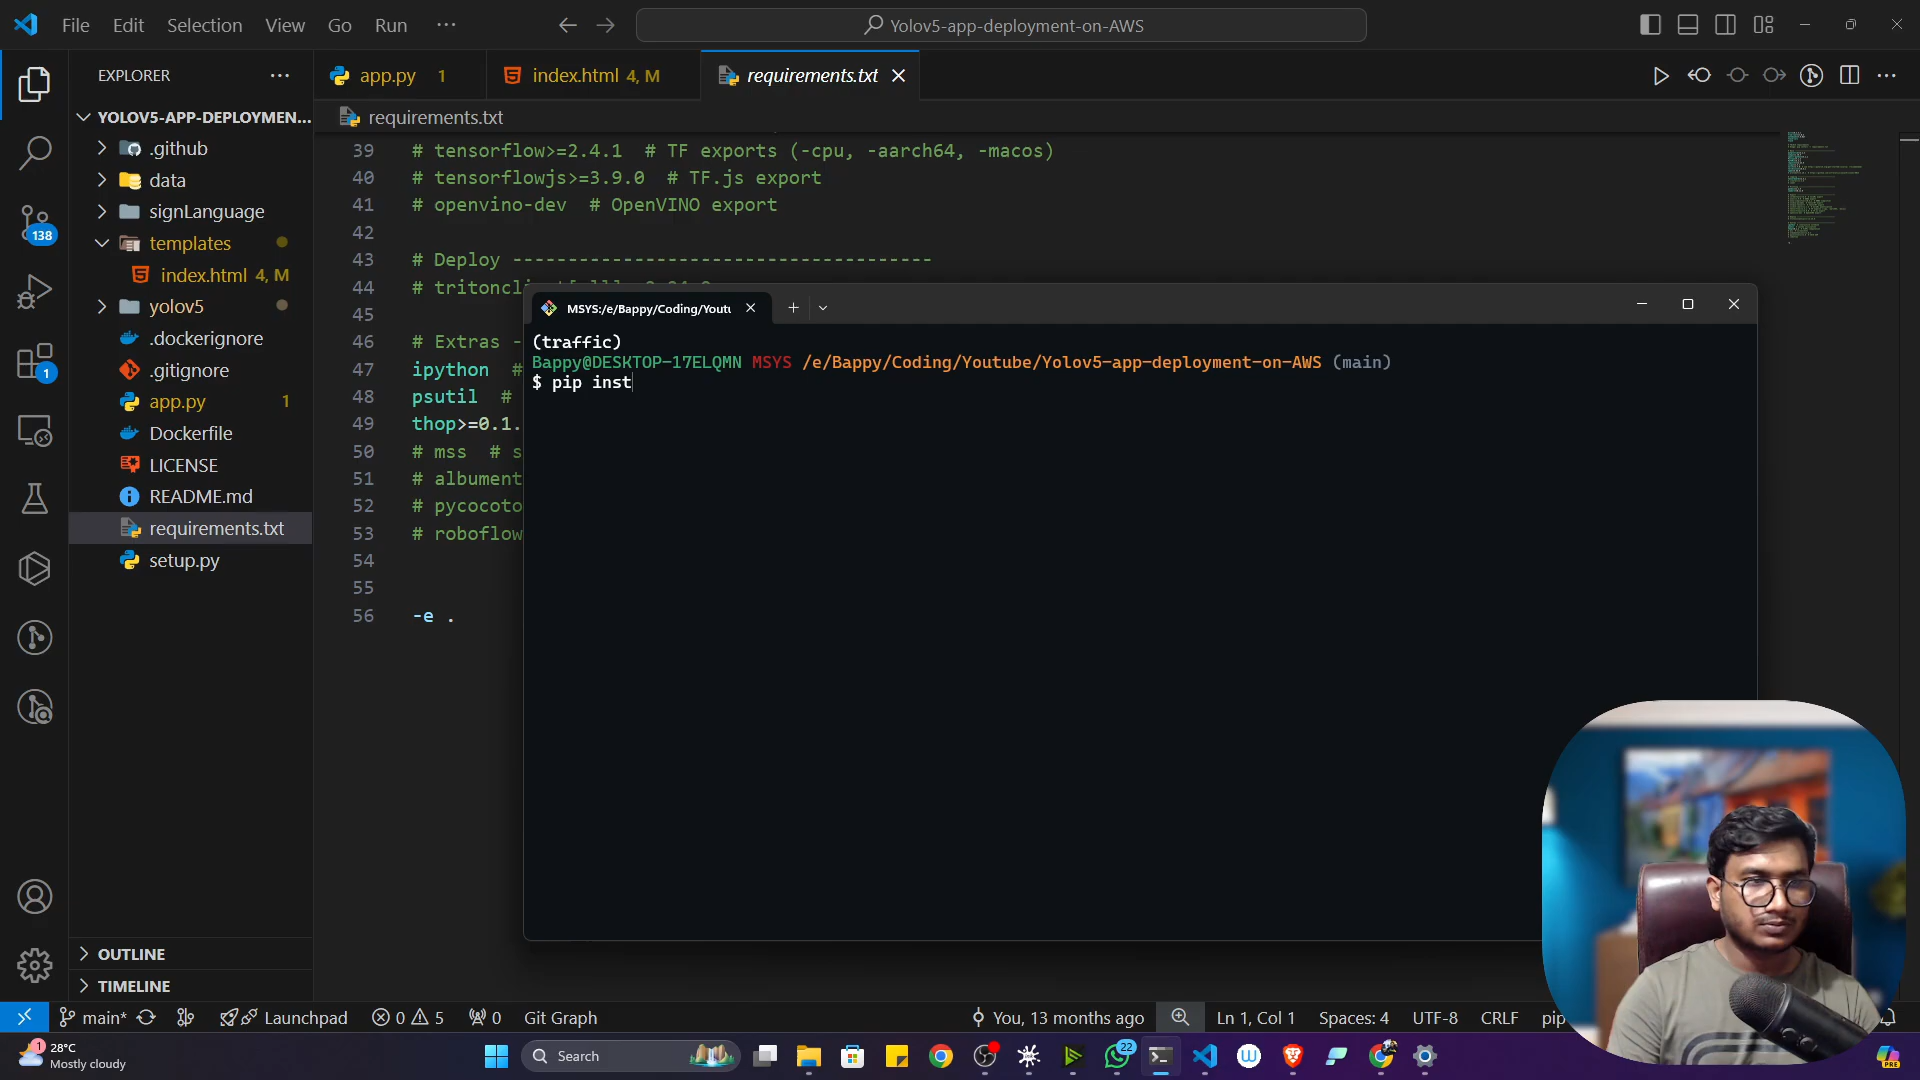 File Edit Selection View Go Run ···
Yolov5-app-deployment-on-AWS
EXPLORER
app.py 1
index.html 4, M
requirements.txt
YOLOV5-APP-DEPLOYMEN...
requirements.txt
.github
data
signLanguage
templates
index.html 4, M
yolov5
.dockerignore
.gitignore
app.py 1
Dockerfile
LICENSE
README.md
requirements.txt
setup.py
OUTLINE
TIMELINE
138
1
39 # tensorflow>=2.4.1 # TF exports (-cpu, -aarch64, -macos)
40 # tensorflowjs>=3.9.0 # TF.js export
41 # openvino-dev # OpenVINO export
42
43 # Deploy --------------------------------------
44 # tritoncl
45
46 # Extras -
47 ipython #
48 psutil #
49 thop>=0.1.
50 # mss # s
51 # albument
52 # pycocoto
53 # roboflow
54
55
56 -e .
MSYS:/e/Bappy/Coding/Youtu
(traffic)
Bappy@DESKTOP-17ELQMN MSYS /e/Bappy/Coding/Youtube/Yolov5-app-deployment-on-AWS (main)
$ pip inst
main* Launchpad 0 5 0 Git Graph
You, 13 months ago Ln 1, Col 1 Spaces: 4 UTF-8 CRLF pip
1 28°C
Mostly cloudy
Search
1
22
PRE